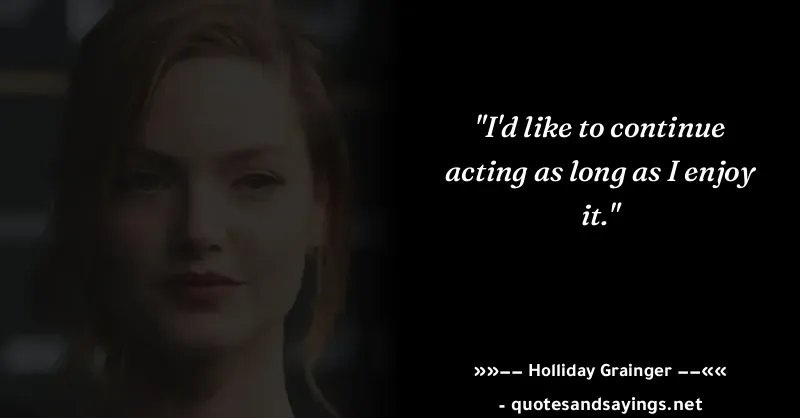 "I'd like to continue
acting as long as I enjoy
it."
»»−− Holliday Grainger −−««
- quotesandsayings.net